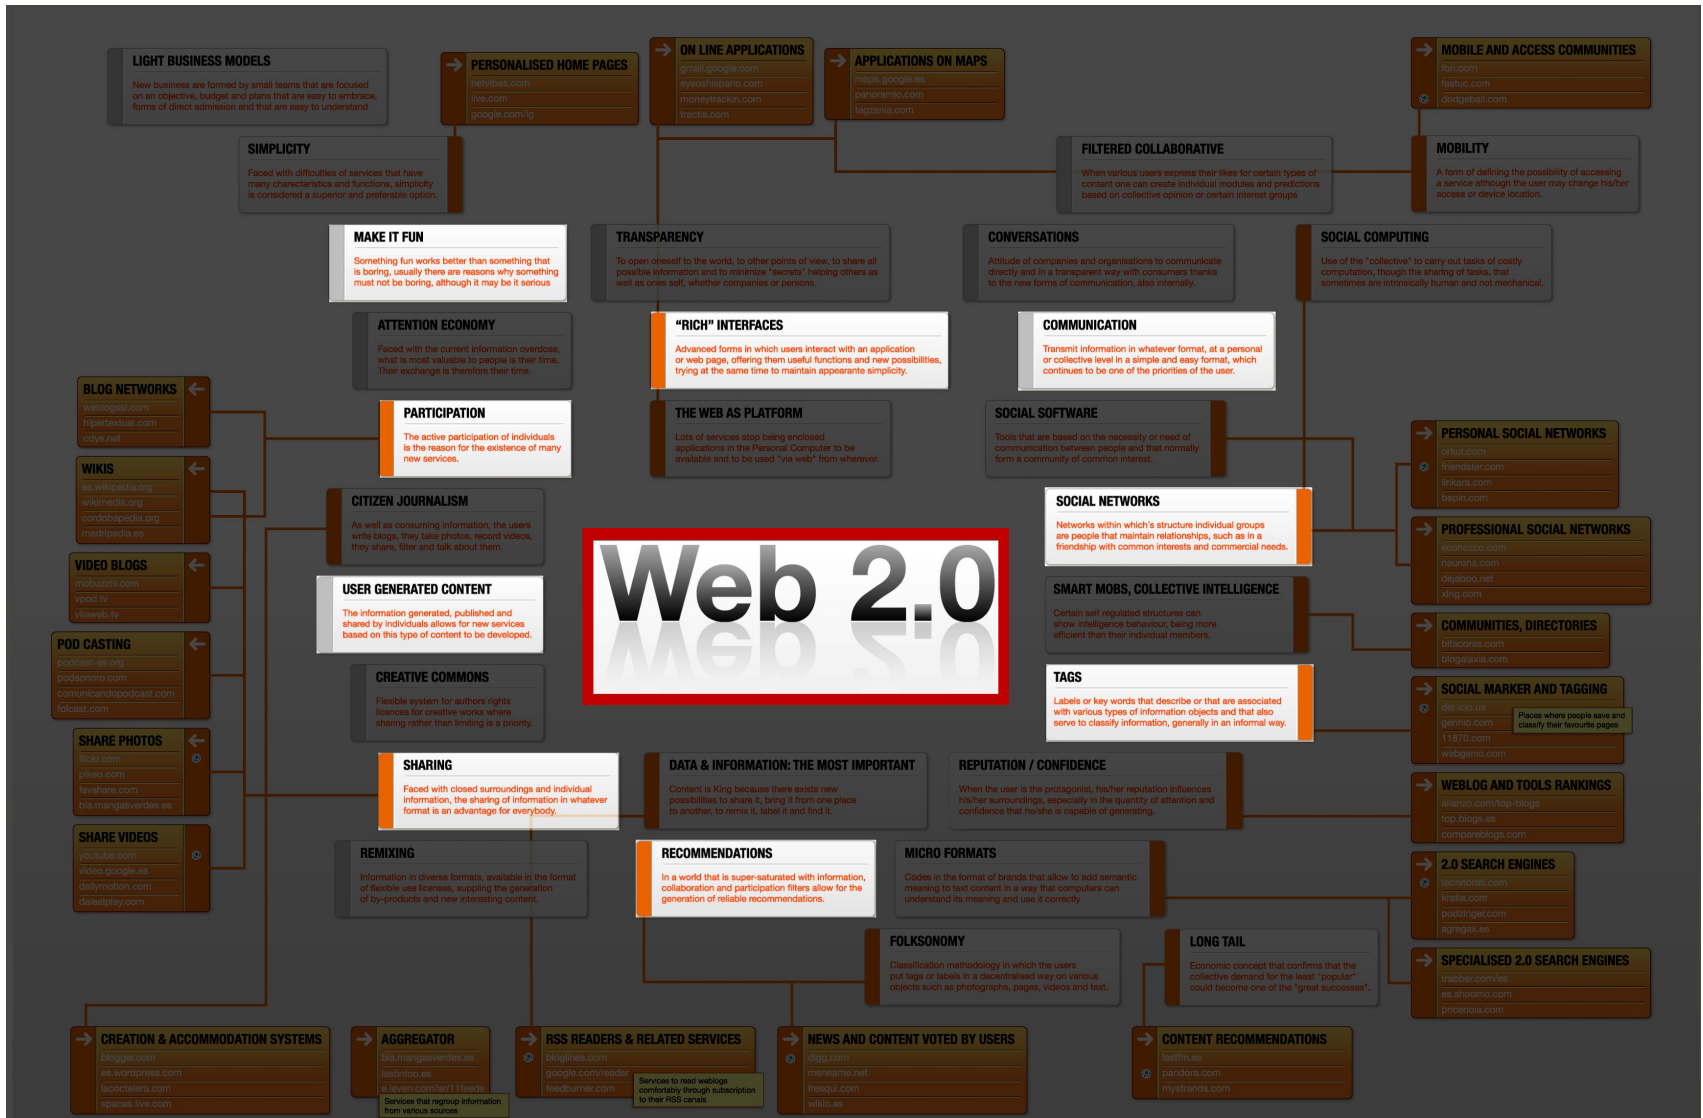 LIGHT BUSINESS MODELS
New business are formed by small teams that are focused
on an objective, budget and plans that are easy to embrace,
forms of direct admission and that are easy to understand
PERSONALISED HOME PAGES
netvibes.com
live.com
google.com/ig
ON LINE APPLICATIONS
gmail.google.com
eyeoshispano.com
moneytrackin.com
tractis.com
APPLICATIONS ON MAPS
maps.google.es
panoramio.com
tagzania.com
MOBILE AND ACCESS COMMUNITIES
fon.com
festuc.com
dodgeball.com
SIMPLICITY
Faced with difficulties of services that have
many charecteristics and functions, simplicity
is considered a superior and preferable option.
FILTERED COLLABORATIVE
When various users express their likes for certain types of
content one can create individual modules and predictions
based on collective opinion or certain interest groups
MOBILITY
A form of defining the possibility of accessing
a service although the user may change his/her
access or device location.
MAKE IT FUN
Something fun works better than something that
is boring, usually there are reasons why something
must not be boring, although it may be it serious
TRANSPARENCY
To open oneself to the world, to other points of view, to share all
possible information and to minimize "secrets" helping others as
well as ones self, whether companies or persons.
CONVERSATIONS
Attitude of companies and organisations to communicate
directly and in a transparent way with consumers thanks
to the new forms of communication, also internally.
SOCIAL COMPUTING
Use of the "collective" to carry out tasks of costly
computation, though the sharing of tasks, that
sometimes are intrinsically human and not mechanical.
ATTENTION ECONOMY
Faced with the current information overdose,
what is most valuable to people is their time.
Their exchange is therefore their time.
"RICH" INTERFACES
Advanced forms in which users interact with an application
or web page, offering them useful functions and new possibilities,
trying at the same time to maintain appearante simplicity.
COMMUNICATION
Transmit information in whatever format, at a personal
or collective level in a simple and easy format, which
continues to be one of the priorities of the user.
BLOG NETWORKS
weblogssl.com
hipertextual.com
cdys.net
PARTICIPATION
The active participation of individuals
is the reason for the existence of many
new services.
THE WEB AS PLATFORM
Lots of services stop being enclosed
applications in the Personal Computer to be
available and to be used "via web" from wherever.
SOCIAL SOFTWARE
Tools that are based on the necessity or need of
communication between people and that normally
form a community of common interest.
PERSONAL SOCIAL NETWORKS
orkut.com
friendster.com
linkara.com
bepin.com
WIKIS
es.wikipedia.org
wikimedia.org
cordobapedia.org
madripedia.es
CITIZEN JOURNALISM
As well as consuming information, the users
write blogs, they take photos, record videos,
they share, filter and talk about them.
SOCIAL NETWORKS
Networks within which´s structure individual groups
are people that maintain relationships, such as in a
friendship with common interests and commercial needs.
PROFESSIONAL SOCIAL NETWORKS
econozco.com
neurona.com
dejaboo.net
xing.com
VIDEO BLOGS
mobuzztv.com
vpod.tv
vilaweb.tv
Web 2.0
USER GENERATED CONTENT
The information generated, published and
shared by individuals allows for new services
based on this type of content to be developed.
SMART MOBS, COLLECTIVE INTELLIGENCE
Certain self regulated structures can
show intelligence behaviour, being more
efficient than their individual members.
COMMUNITIES, DIRECTORIES
bitacoras.com
blogalaxia.com
POD CASTING
podcast-es.org
podsonoro.com
comunicandopodcast.com
folcast.com
CREATIVE COMMONS
Flexible system for authors rights
licences for creative works where
sharing rather than limiting is a priority.
TAGS
Labels or key words that describe or that are associated
with various types of information objects and that also
serve to classify information, generally in an informal way.
SOCIAL MARKER AND TAGGING
del.icio.us
gennio.com
11870.com
webgenio.com
Places where people save and
classify their favourite pages
SHARE PHOTOS
flickr.com
pikeo.com
favshare.com
bia.mangasverdes.es
SHARING
Faced with closed surroundings and individual
information, the sharing of information in whatever
format is an advantage for everybody.
DATA & INFORMATION: THE MOST IMPORTANT
Content is King because there exists new
possibilities to share it, bring it from one place
to another, to remix it, label it and find it.
REPUTATION / CONFIDENCE
When the user is the protagonist, his/her reputation influences
his/her surroundings, especially in the quantity of attention and
confidence that he/she is capable of generating.
WEBLOG AND TOOLS RANKINGS
alianzo.com/top-blogs
top.blogs.es
compareblogs.com
SHARE VIDEOS
youtube.com
video.google.es
dailymotion.com
dalealplay.com
REMIXING
Information in diverse formats, available in the format
of flexible use licenses, suppling the generation
of by-products and new interesting content.
RECOMMENDATIONS
In a world that is super-saturated with information,
collaboration and participation filters allow for the
generation of reliable recommendations.
MICRO FORMATS
Codes in the format of brands that allow to add semantic
meaning to text content in a way that computers can
understand its meaning and use it correctly
2.0 SEARCH ENGINES
technorati.com
kratia.com
podzinger.com
agregax.es
FOLKSONOMY
Classification methodology in which the users
put tags or labels in a decentralised way on various
objects such as photographs, pages, videos and text.
LONG TAIL
Economic concept that confirms that the
collective demand for the least "popular"
could become one of the "great successes".
SPECIALISED 2.0 SEARCH ENGINES
trabber.com/es
es.shoomo.com
pricenoia.com
CREATION & ACCOMMODATION SYSTEMS
blogger.com
es.wordpress.com
lacoctelera.com
spaces.live.com
AGGREGATOR
bia.mangasverdes.es
lastinfoo.es
e.leven.com/ar/11feeds
Services that regroup information
from various sources
RSS READERS & RELATED SERVICES
bloglines.com
google.com/reader
feedburner.com
Services to read weblogs
comfortably through subscription
to their RSS canals
NEWS AND CONTENT VOTED BY USERS
digg.com
meneame.net
fresqui.com
wikio.es
CONTENT RECOMMENDATIONS
lastfm.es
pandora.com
mystrands.com